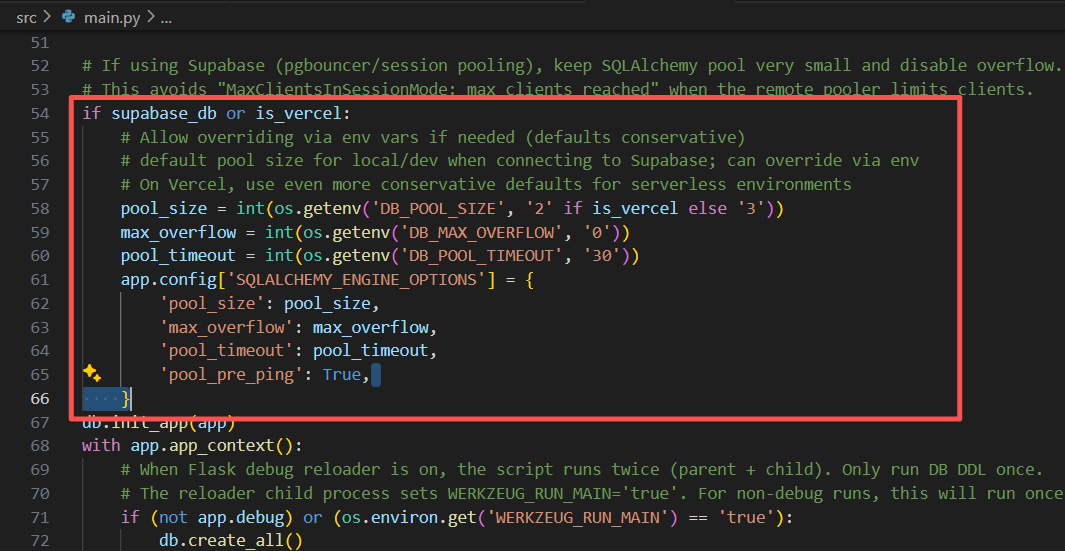 src > main.py > ...
51
52 # If using Supabase (pgbouncer/session pooling), keep SQLAlchemy pool very small and disable overflow.
53 # This avoids "MaxClientsInSessionMode: max clients reached" when the remote pooler limits clients.
54 if supabase_db or is_vercel:
55     # Allow overriding via env vars if needed (defaults conservative)
56     # default pool size for local/dev when connecting to Supabase; can override via env
57     # On Vercel, use even more conservative defaults for serverless environments
58     pool_size = int(os.getenv('DB_POOL_SIZE', '2' if is_vercel else '3'))
59     max_overflow = int(os.getenv('DB_MAX_OVERFLOW', '0'))
60     pool_timeout = int(os.getenv('DB_POOL_TIMEOUT', '30'))
61     app.config['SQLALCHEMY_ENGINE_OPTIONS'] = {
62         'pool_size': pool_size,
63         'max_overflow': max_overflow,
64         'pool_timeout': pool_timeout,
65         'pool_pre_ping': True,
66     }
67 db.init_app(app)
68 with app.app_context():
69     # When Flask debug reloader is on, the script runs twice (parent + child). Only run DB DDL once.
70     # The reloader child process sets WERKZEUG_RUN_MAIN='true'. For non-debug runs, this will run once
71     if (not app.debug) or (os.environ.get('WERKZEUG_RUN_MAIN') == 'true'):
72         db.create_all()